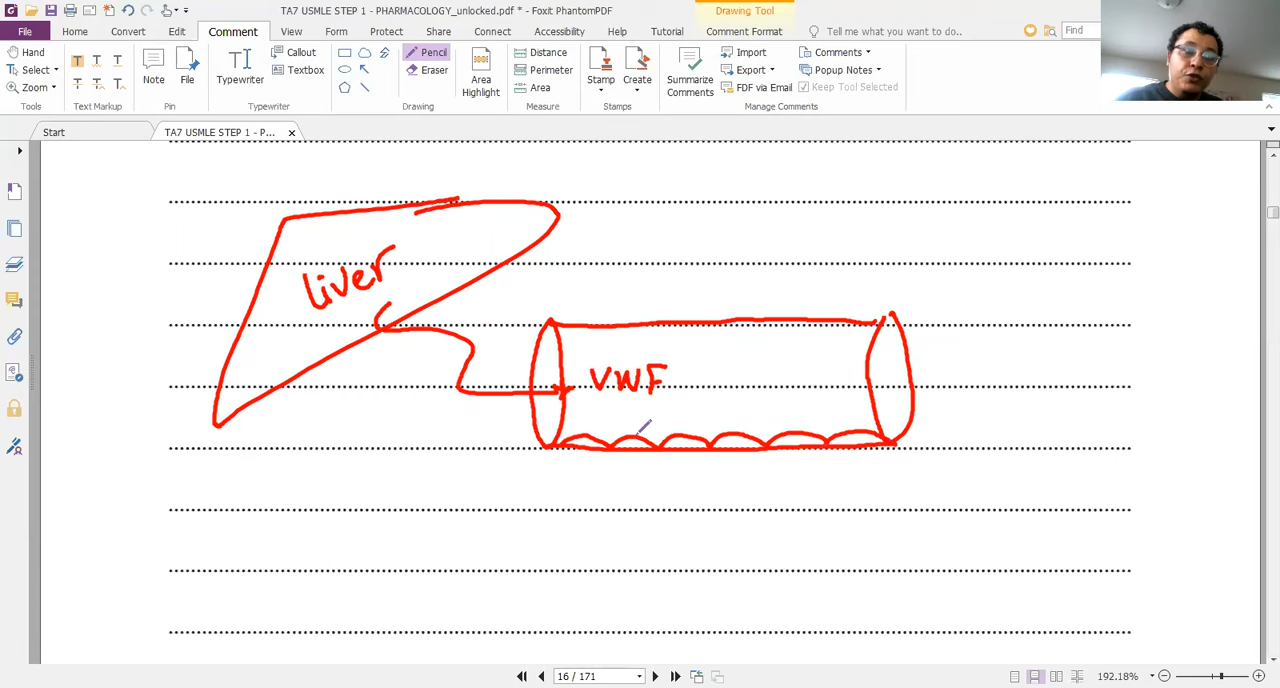 TA7 USMLE STEP 1 - PHARMACOLOGY_unlocked.pdf * - Foxit PhantomPDF
Drawing Tool
File Home Convert Edit Comment View Form Protect Share Connect Accessibility Help Tutorial Comment Format Tell me what you want to do.. Find
Hand
Select
Zoom
Tools
T T T
T T T
Text Markup
Note
File
Pin
Typewriter
Callout
Textbox
Typewriter
Pencil
Eraser
Drawing
Area
Highlight
Distance
Perimeter
Area
Measure
Stamp
Create
Stamps
Summarize
Comments
Import
Export
FDF via Email
Comments
Popup Notes
Keep Tool Selected
Manage Comments
Start
TA7 USMLE STEP 1 - P...
liver
VWF
16 / 171
192.18%